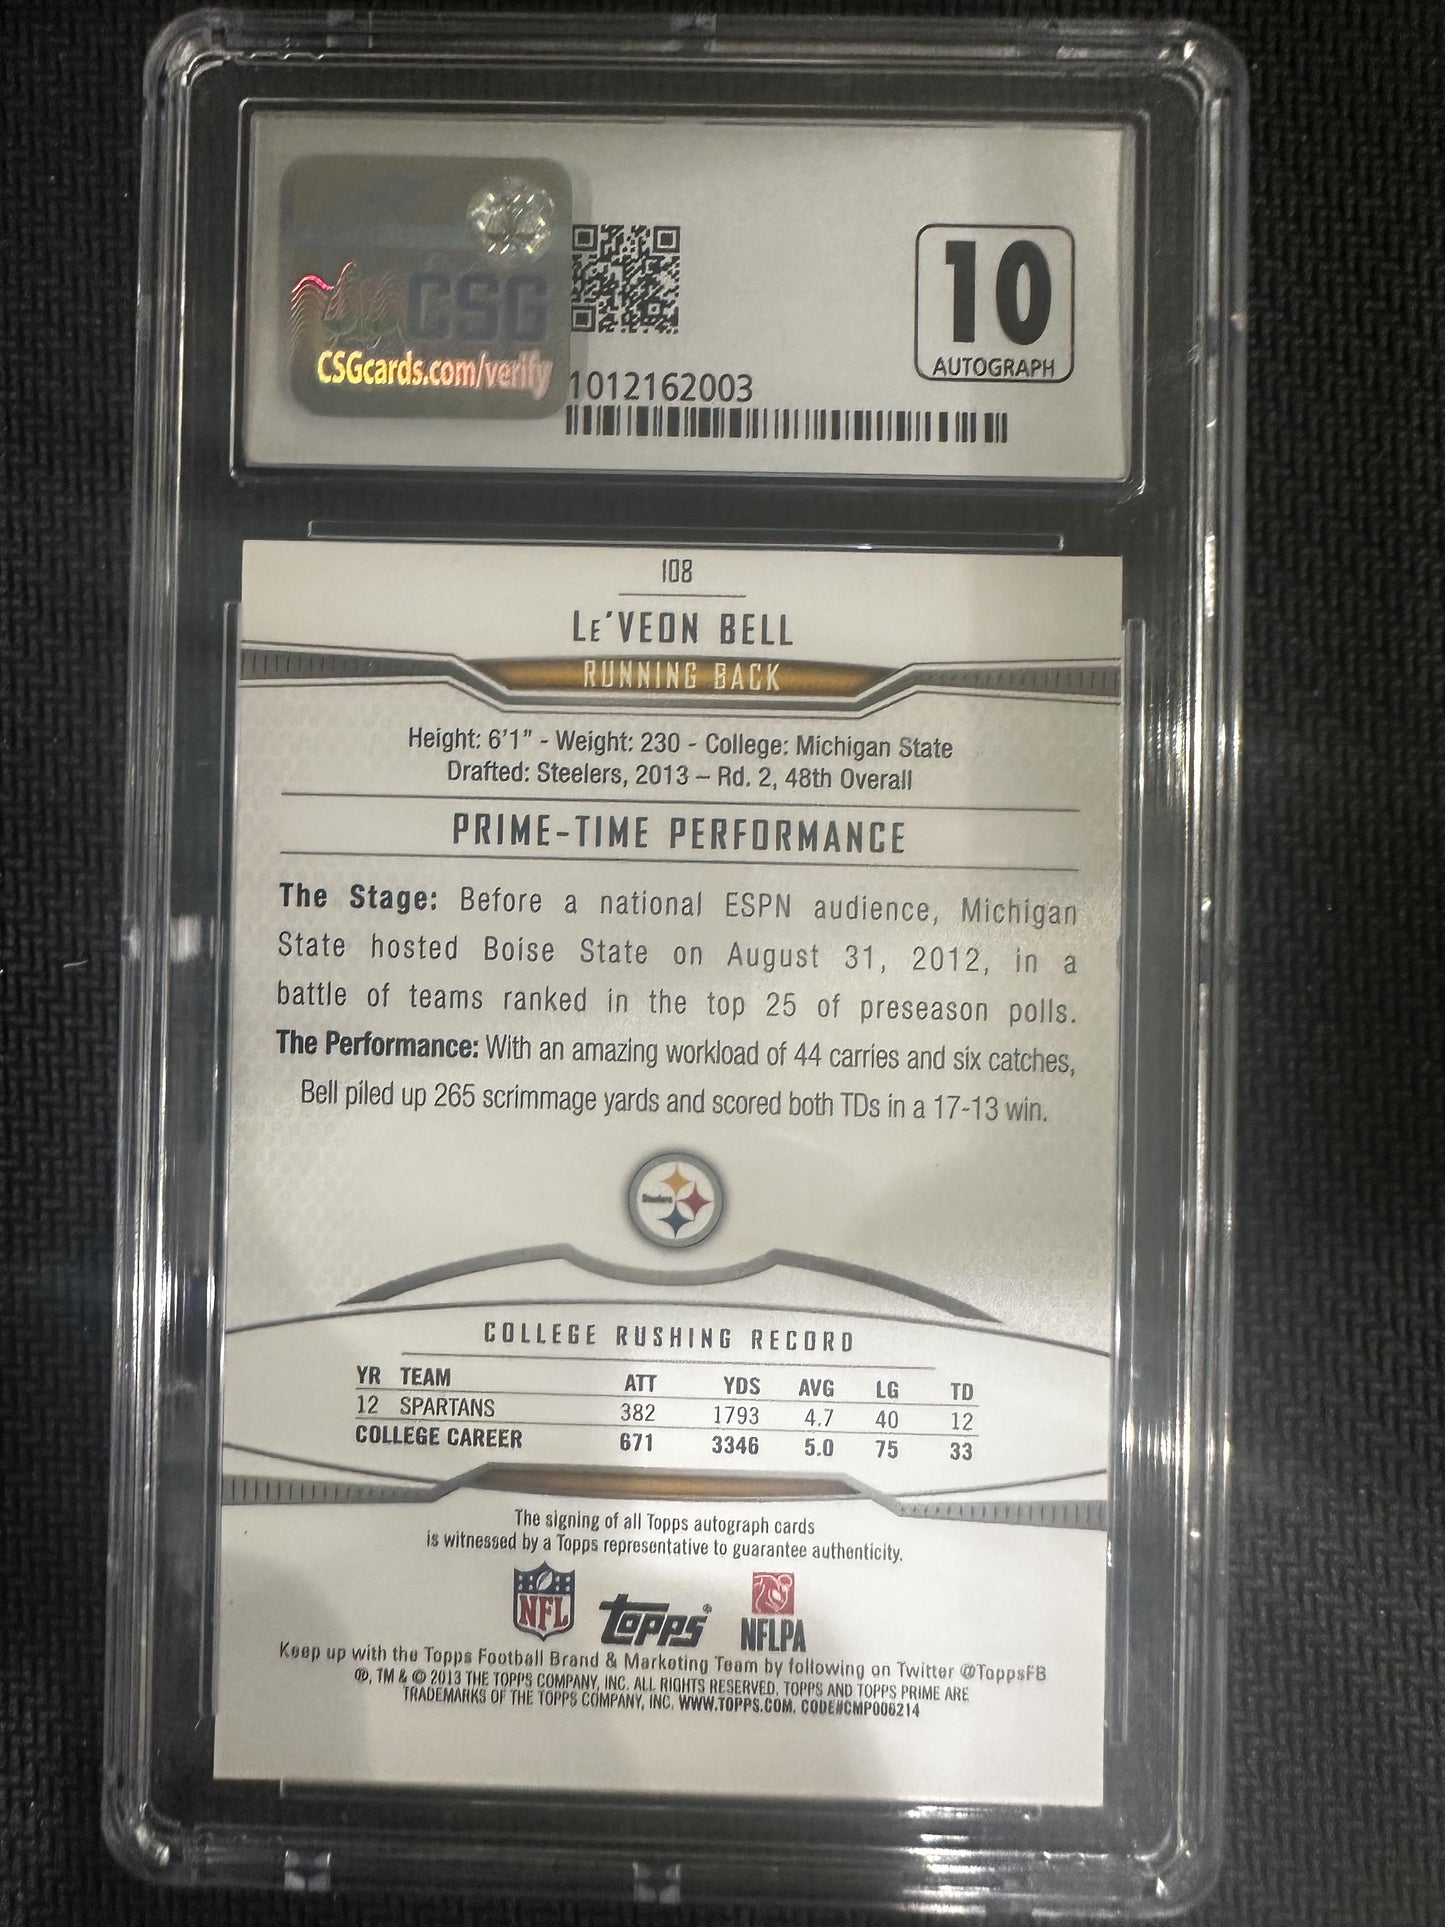 CSG
CSGcards.com/verify
1012162003
10
AUTOGRAPH
108
LE'VEON BELL
RUNNING BACK
Height: 6'1" - Weight: 230 - College: Michigan State
Drafted: Steelers, 2013 – Rd. 2, 48th Overall
PRIME-TIME PERFORMANCE
The Stage: Before a national ESPN audience, Michigan
State hosted Boise State on August 31, 2012, in a
battle of teams ranked in the top 25 of preseason polls.
The Performance: With an amazing workload of 44 carries and six catches,
Bell piled up 265 scrimmage yards and scored both TDs in a 17-13 win.
Steelers
COLLEGE RUSHING RECORD
YR TEAM ATT YDS AVG LG TD
12 SPARTANS 382 1793 4.7 40 12
COLLEGE CAREER 671 3346 5.0 75 33
The signing of all Topps autograph cards
is witnessed by a Topps representative to guarantee authenticity.
NFL topps® NFLPA
Keep up with the Topps Football Brand & Marketing Team by following on Twitter @ToppsFB
®, TM & © 2013 THE TOPPS COMPANY, INC. ALL RIGHTS RESERVED. TOPPS AND TOPPS PRIME ARE
TRADEMARKS OF THE TOPPS COMPANY, INC. WWW.TOPPS.COM. CODE#CMP006214